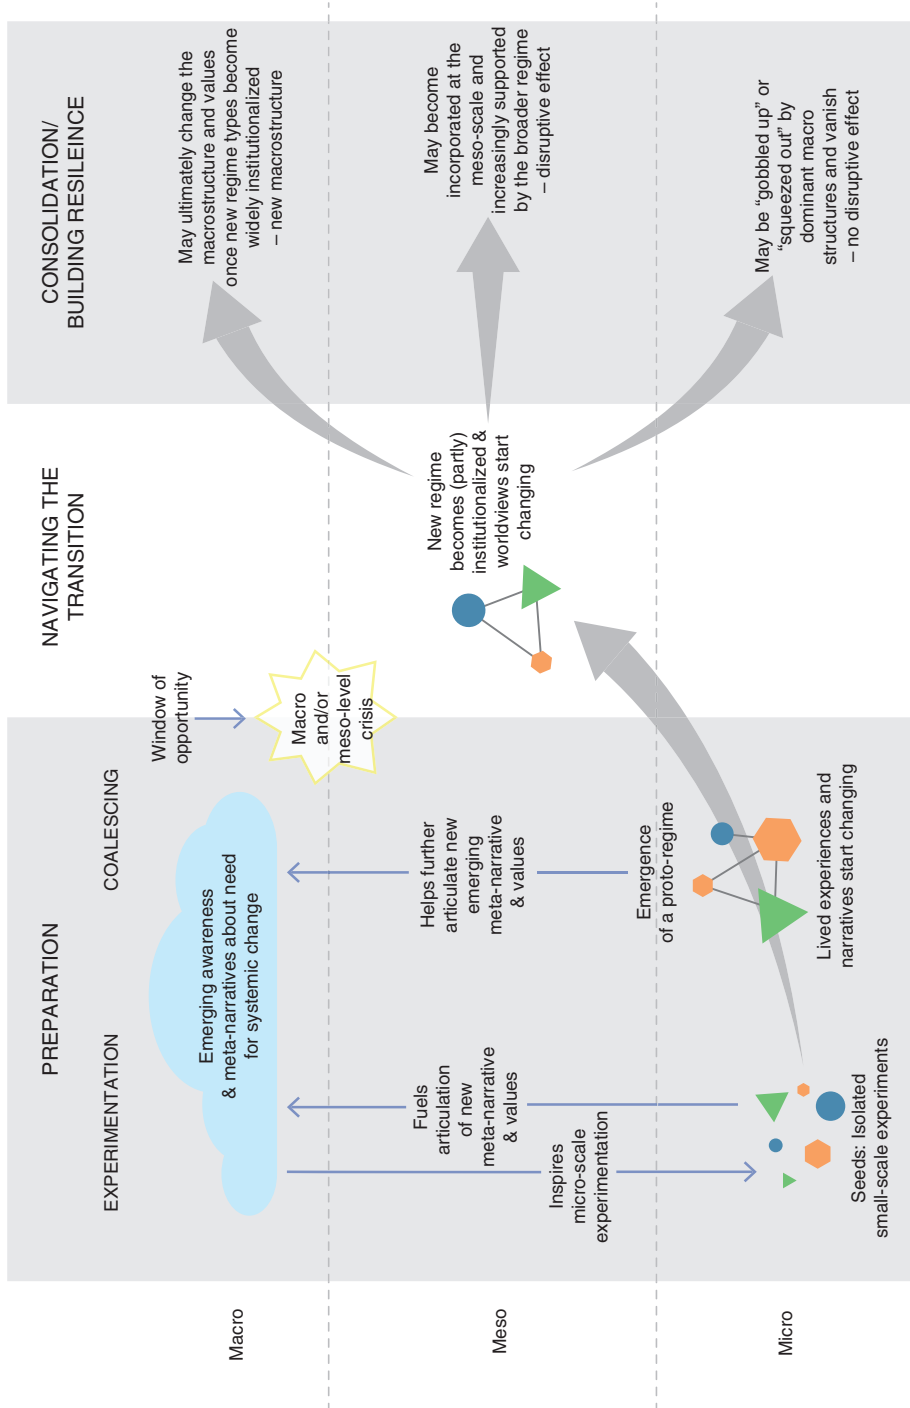 PREPARATION
NAVIGATING THE
TRANSITION
CONSOLIDATION/
BUILDING RESILEINCE
EXPERIMENTATION
COALESCING
Macro
Emerging awareness
& meta-narratives about need
for systemic change
Window of
opportunity
Macro
and/or
meso-level
crisis
May ultimately change the
macrostructure and values
once new regime types become
widely institutionalized
– new macrostructure
Meso
Inspires
micro-scale
experimentation
Fuels
articulation
of new
meta-narrative
& values
Helps further
articulate new
emerging
meta-narrative
& values
New regime
becomes (partly)
institutionalized &
worldviews start
changing
May become
incorporated at the
meso-scale and
increasingly supported
by the broader regime
– disruptive effect
Micro
Seeds: Isolated
small-scale experiments
Emergence
of a proto-regime
Lived experiences and
narratives start changing
May be “gobbled up” or
“squeezed out” by
dominant macro
structures and vanish
– no disruptive effect